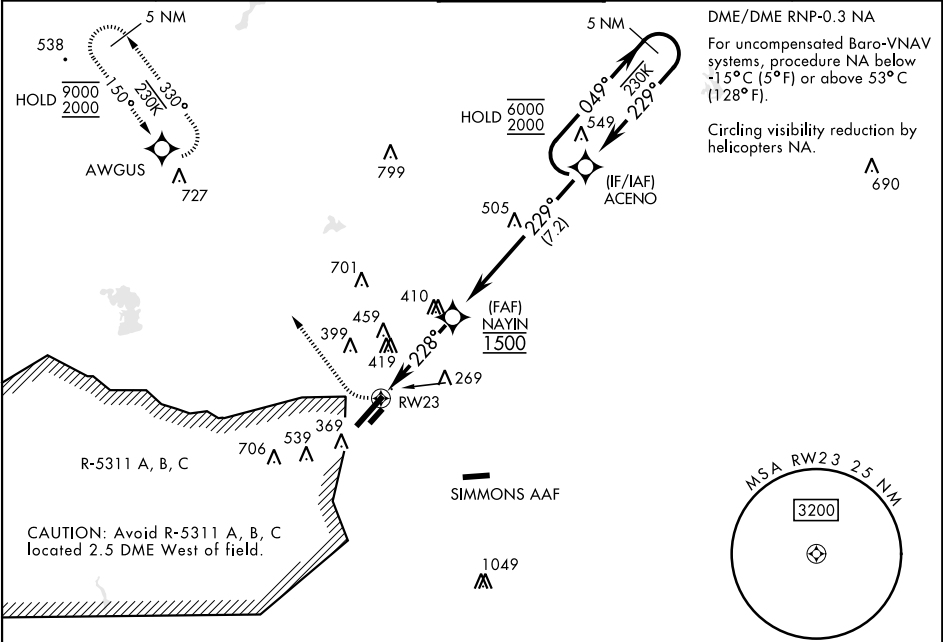 5 NM
538
HOLD 9000
2000
150°
230K
330°
AWGUS
727
5 NM
HOLD 6000
2000
049°
230K
229°
549
(IF/IAF)
ACENO
799
505
229°
(7.2)
701
410
(FAF)
NAYIN
1500
459
399
419
228°
269
RW23
369
706
539
R-5311 A, B, C
SIMMONS AAF
CAUTION: Avoid R-5311 A, B, C
located 2.5 DME West of field.
1049
DME/DME RNP-0.3 NA
For uncompensated Baro-VNAV
systems, procedure NA below
-15°C (5°F) or above 53°C
(128°F).
Circling visibility reduction by
helicopters NA.
690
MSA RW23 25 NM
3200